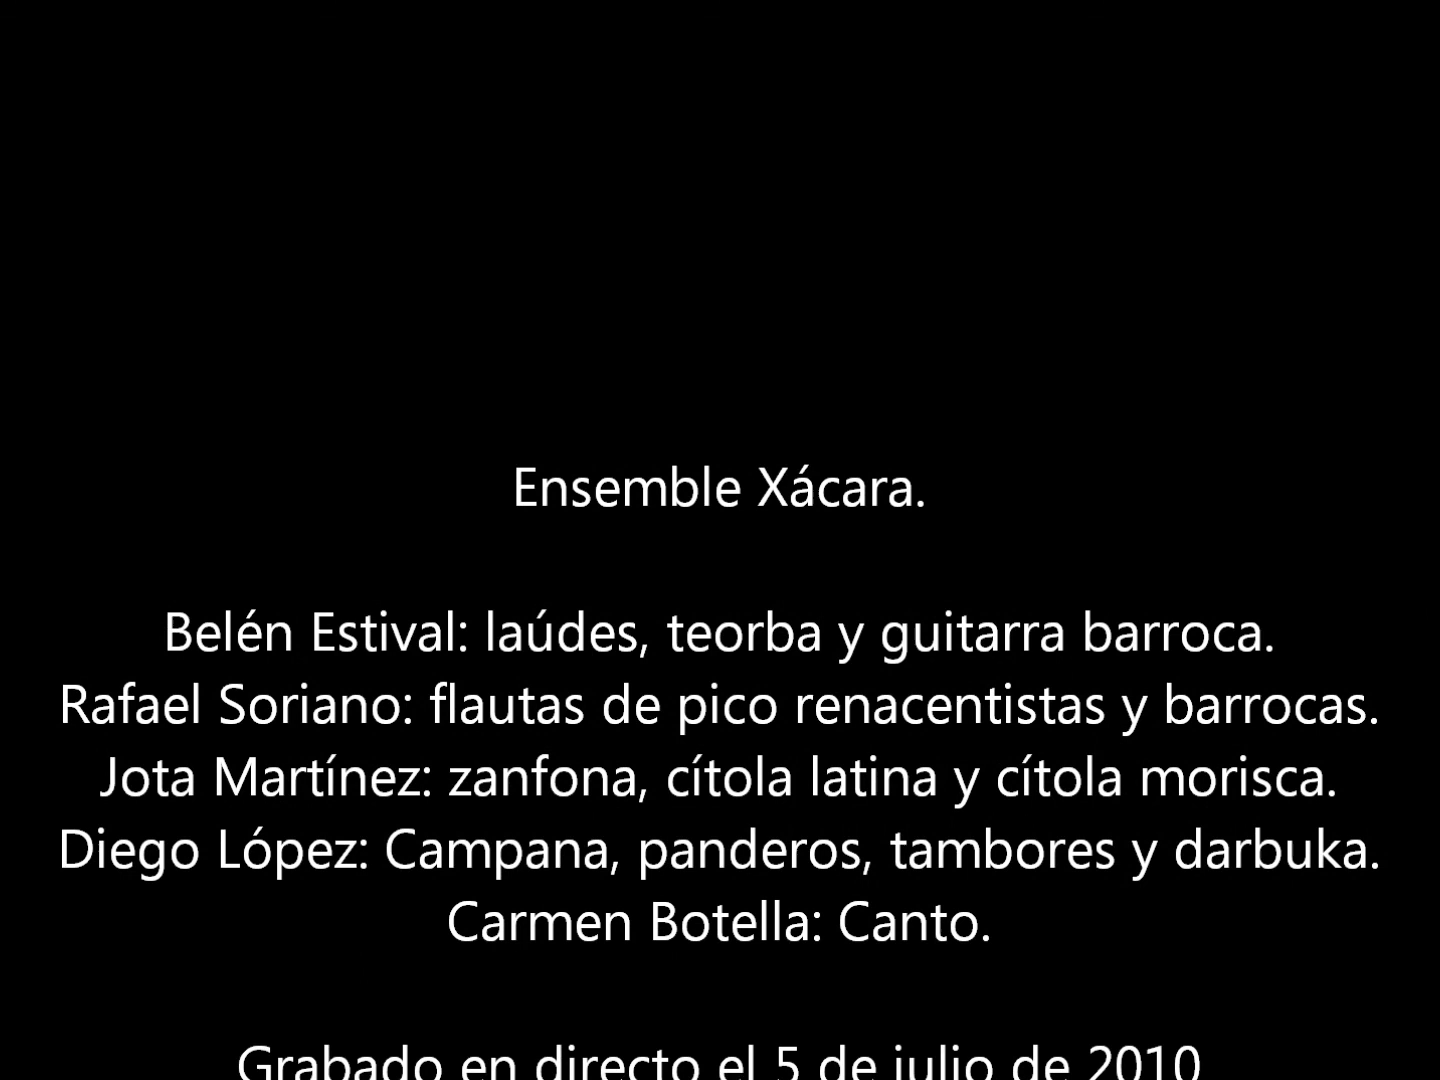 Ensemble Xácara.
Belén Estival: laúdes, teorba y guitarra barroca.
Rafael Soriano: flautas de pico renacentistas y barrocas.
Jota Martínez: zanfona, cítola latina y cítola morisca.
Diego López: Campana, panderos, tambores y darbuka.
Carmen Botella: Canto.
Grabado en directo el 5 de julio de 2010